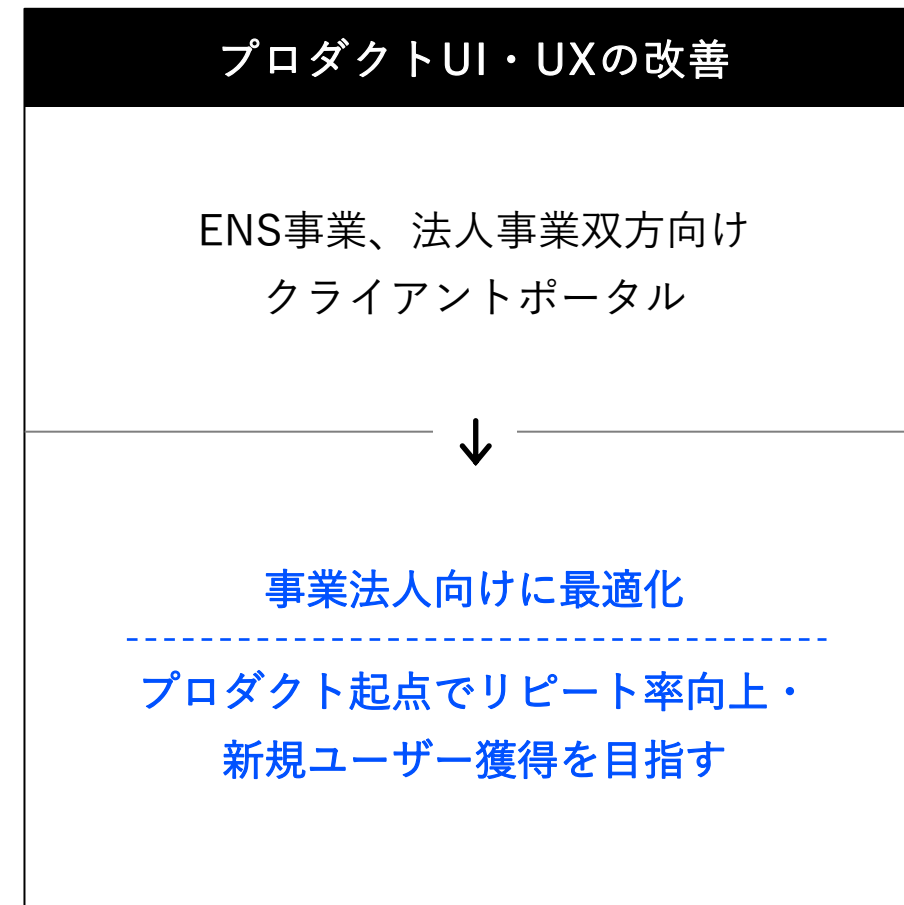 プロダクトUI・UXの改善
ENS事業、法人事業双方向け
クライアントポータル
事業法人向けに最適化
プロダクト起点でリピート率向上・
新規ユーザー獲得を目指す